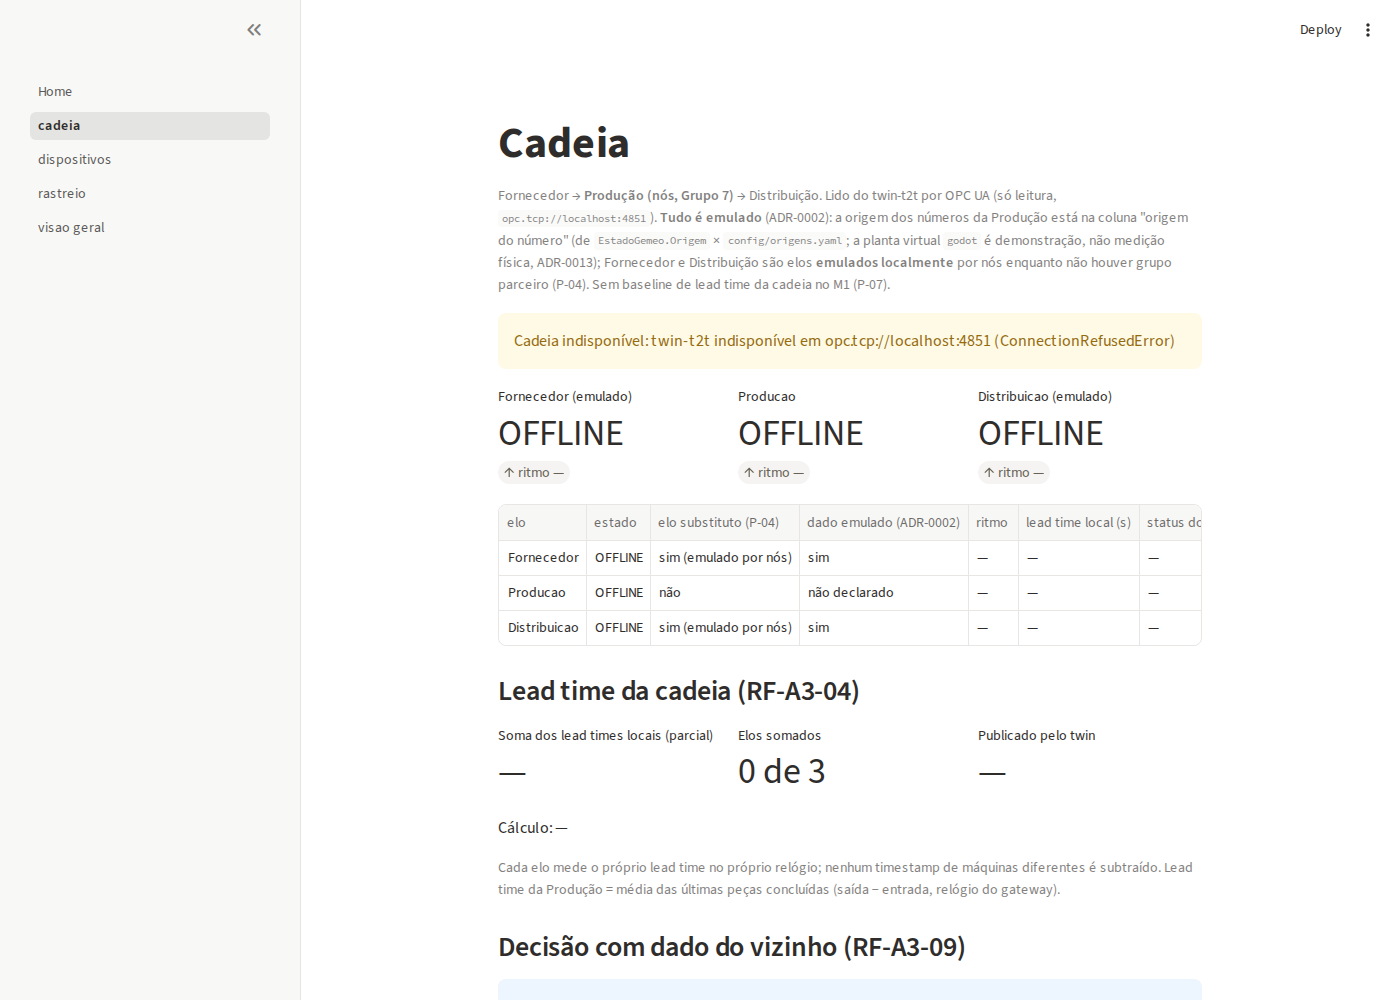 Deploy
Home
cadeia
dispositivos
rastreio
visao geral
Cadeia
Fornecedor → Produção (nós, Grupo 7) → Distribuição. Lido do twin-t2t por OPC UA (só leitura,
opc.tcp://localhost:4851 ). Tudo é emulado (ADR-0002): a origem dos números da Produção está na coluna "origem
do número" (de EstadoGemeo.Origem × config/origens.yaml ; a planta virtual godot é demonstração, não medição
física, ADR-0013); Fornecedor e Distribuição são elos emulados localmente por nós enquanto não houver grupo
parceiro (P-04). Sem baseline de lead time da cadeia no M1 (P-07).
Cadeia indisponível: twin-t2t indisponível em opc.tcp://localhost:4851 (ConnectionRefusedError)
Fornecedor (emulado) Producao Distribuicao (emulado)
OFFLINE OFFLINE OFFLINE
↑ ritmo — ↑ ritmo — ↑ ritmo —
elo estado elo substituto (P-04) dado emulado (ADR-0002) ritmo lead time local (s) status do
Fornecedor OFFLINE sim (emulado por nós) sim — — —
Producao OFFLINE não não declarado — — —
Distribuicao OFFLINE sim (emulado por nós) sim — — —
Lead time da cadeia (RF-A3-04)
Soma dos lead times locais (parcial) Elos somados Publicado pelo twin
— 0 de 3 —
Cálculo: —
Cada elo mede o próprio lead time no próprio relógio; nenhum timestamp de máquinas diferentes é subtraído. Lead
time da Produção = média das últimas peças concluídas (saída − entrada, relógio do gateway).
Decisão com dado do vizinho (RF-A3-09)